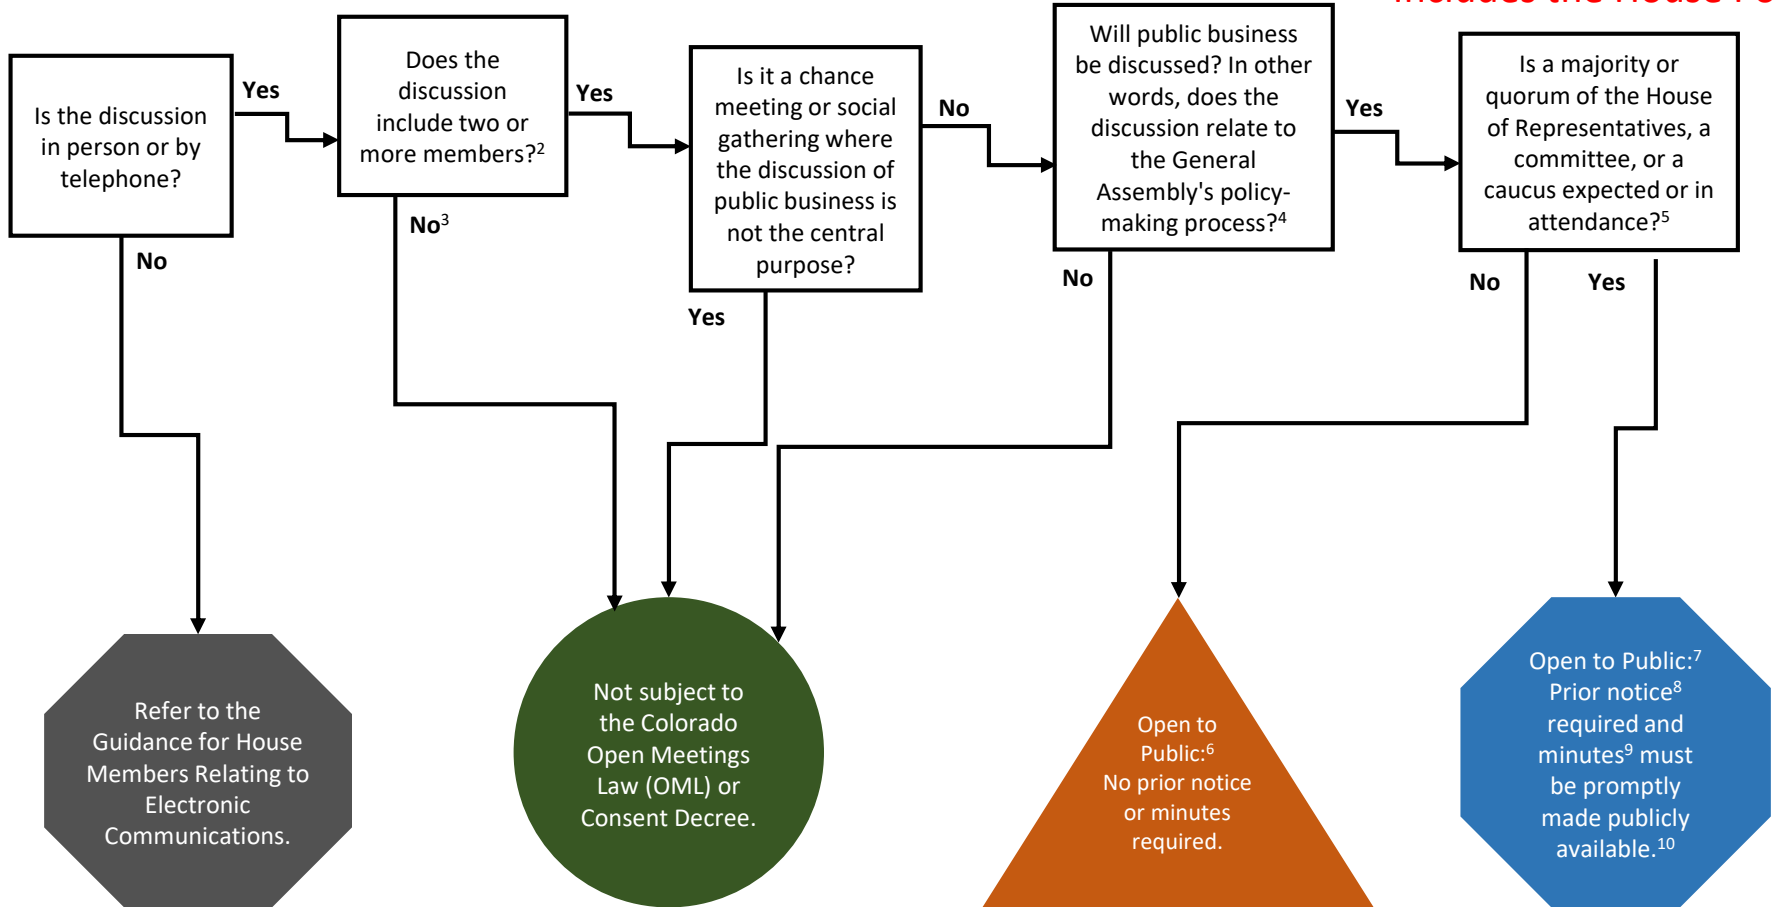 includes the House
Is the discussion
in person or by
telephone?
Yes
No
Does the
discussion
include two or
more members?²
Yes
No³
Is it a chance
meeting or social
gathering where
the discussion of
public business is
not the central
purpose?
No
Yes
Will public business
be discussed? In other
words, does the
discussion relate to
the General
Assembly's policy-
making process?⁴
Yes
No
Is a majority or
quorum of the House
of Representatives, a
committee, or a
caucus expected or in
attendance?⁵
No
Yes
Refer to the
Guidance for House
Members Relating to
Electronic
Communications.
Not subject to
the Colorado
Open Meetings
Law (OML) or
Consent Decree.
Open to
Public:⁶
No prior notice
or minutes
required.
Open to Public:⁷
Prior notice⁸
required and
minutes⁹ must
be promptly
made publicly
available.¹⁰